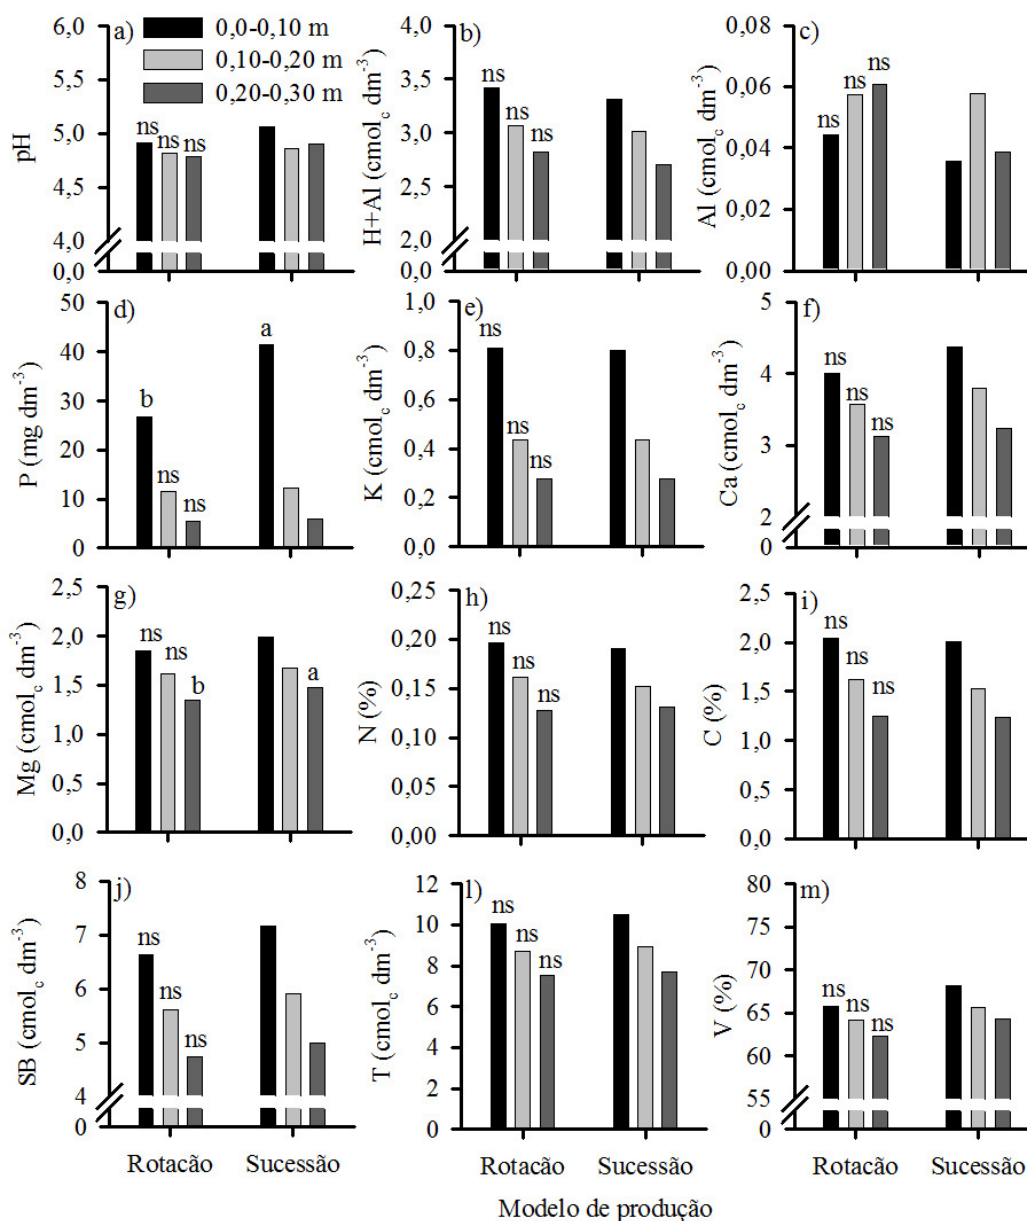 a)
0,0-0,10 m
0,10-0,20 m
0,20-0,30 m
6,0
5,5
5,0
4,5
4,0
0,0
pH
ns ns ns
b)
4,0
3,5
3,0
2,5
2,0
0,0
H+Al (cmolc dm-3)
ns
ns
ns
c)
0,08
0,06
0,04
0,02
0,00
Al (cmolc dm-3)
ns
ns
ns
d)
50
40
30
20
10
0
P (mg dm-3)
b
ns
ns
a
e)
1,0
0,8
0,6
0,4
0,2
0,0
K (cmolc dm-3)
ns
ns
ns
f)
5
4
3
2
0
Ca (cmolc dm-3)
ns
ns
ns
g)
2,5
2,0
1,5
1,0
0,5
0,0
Mg (cmolc dm-3)
ns ns
b
a
h)
0,25
0,20
0,15
0,10
0,05
0,00
N (%)
ns
ns
ns
i)
2,5
2,0
1,5
1,0
0,5
0,0
C (%)
ns
ns
ns
j)
8
7
6
5
4
0
SB (cmolc dm-3)
ns
ns
ns
l)
12
10
8
6
4
2
0
T (cmolc dm-3)
ns
ns
ns
m)
80
75
70
65
60
55
0
V (%)
ns
ns
ns
Rotacão Sucessão
Rotacão Sucessão
Rotacão Sucessão
Modelo de produção